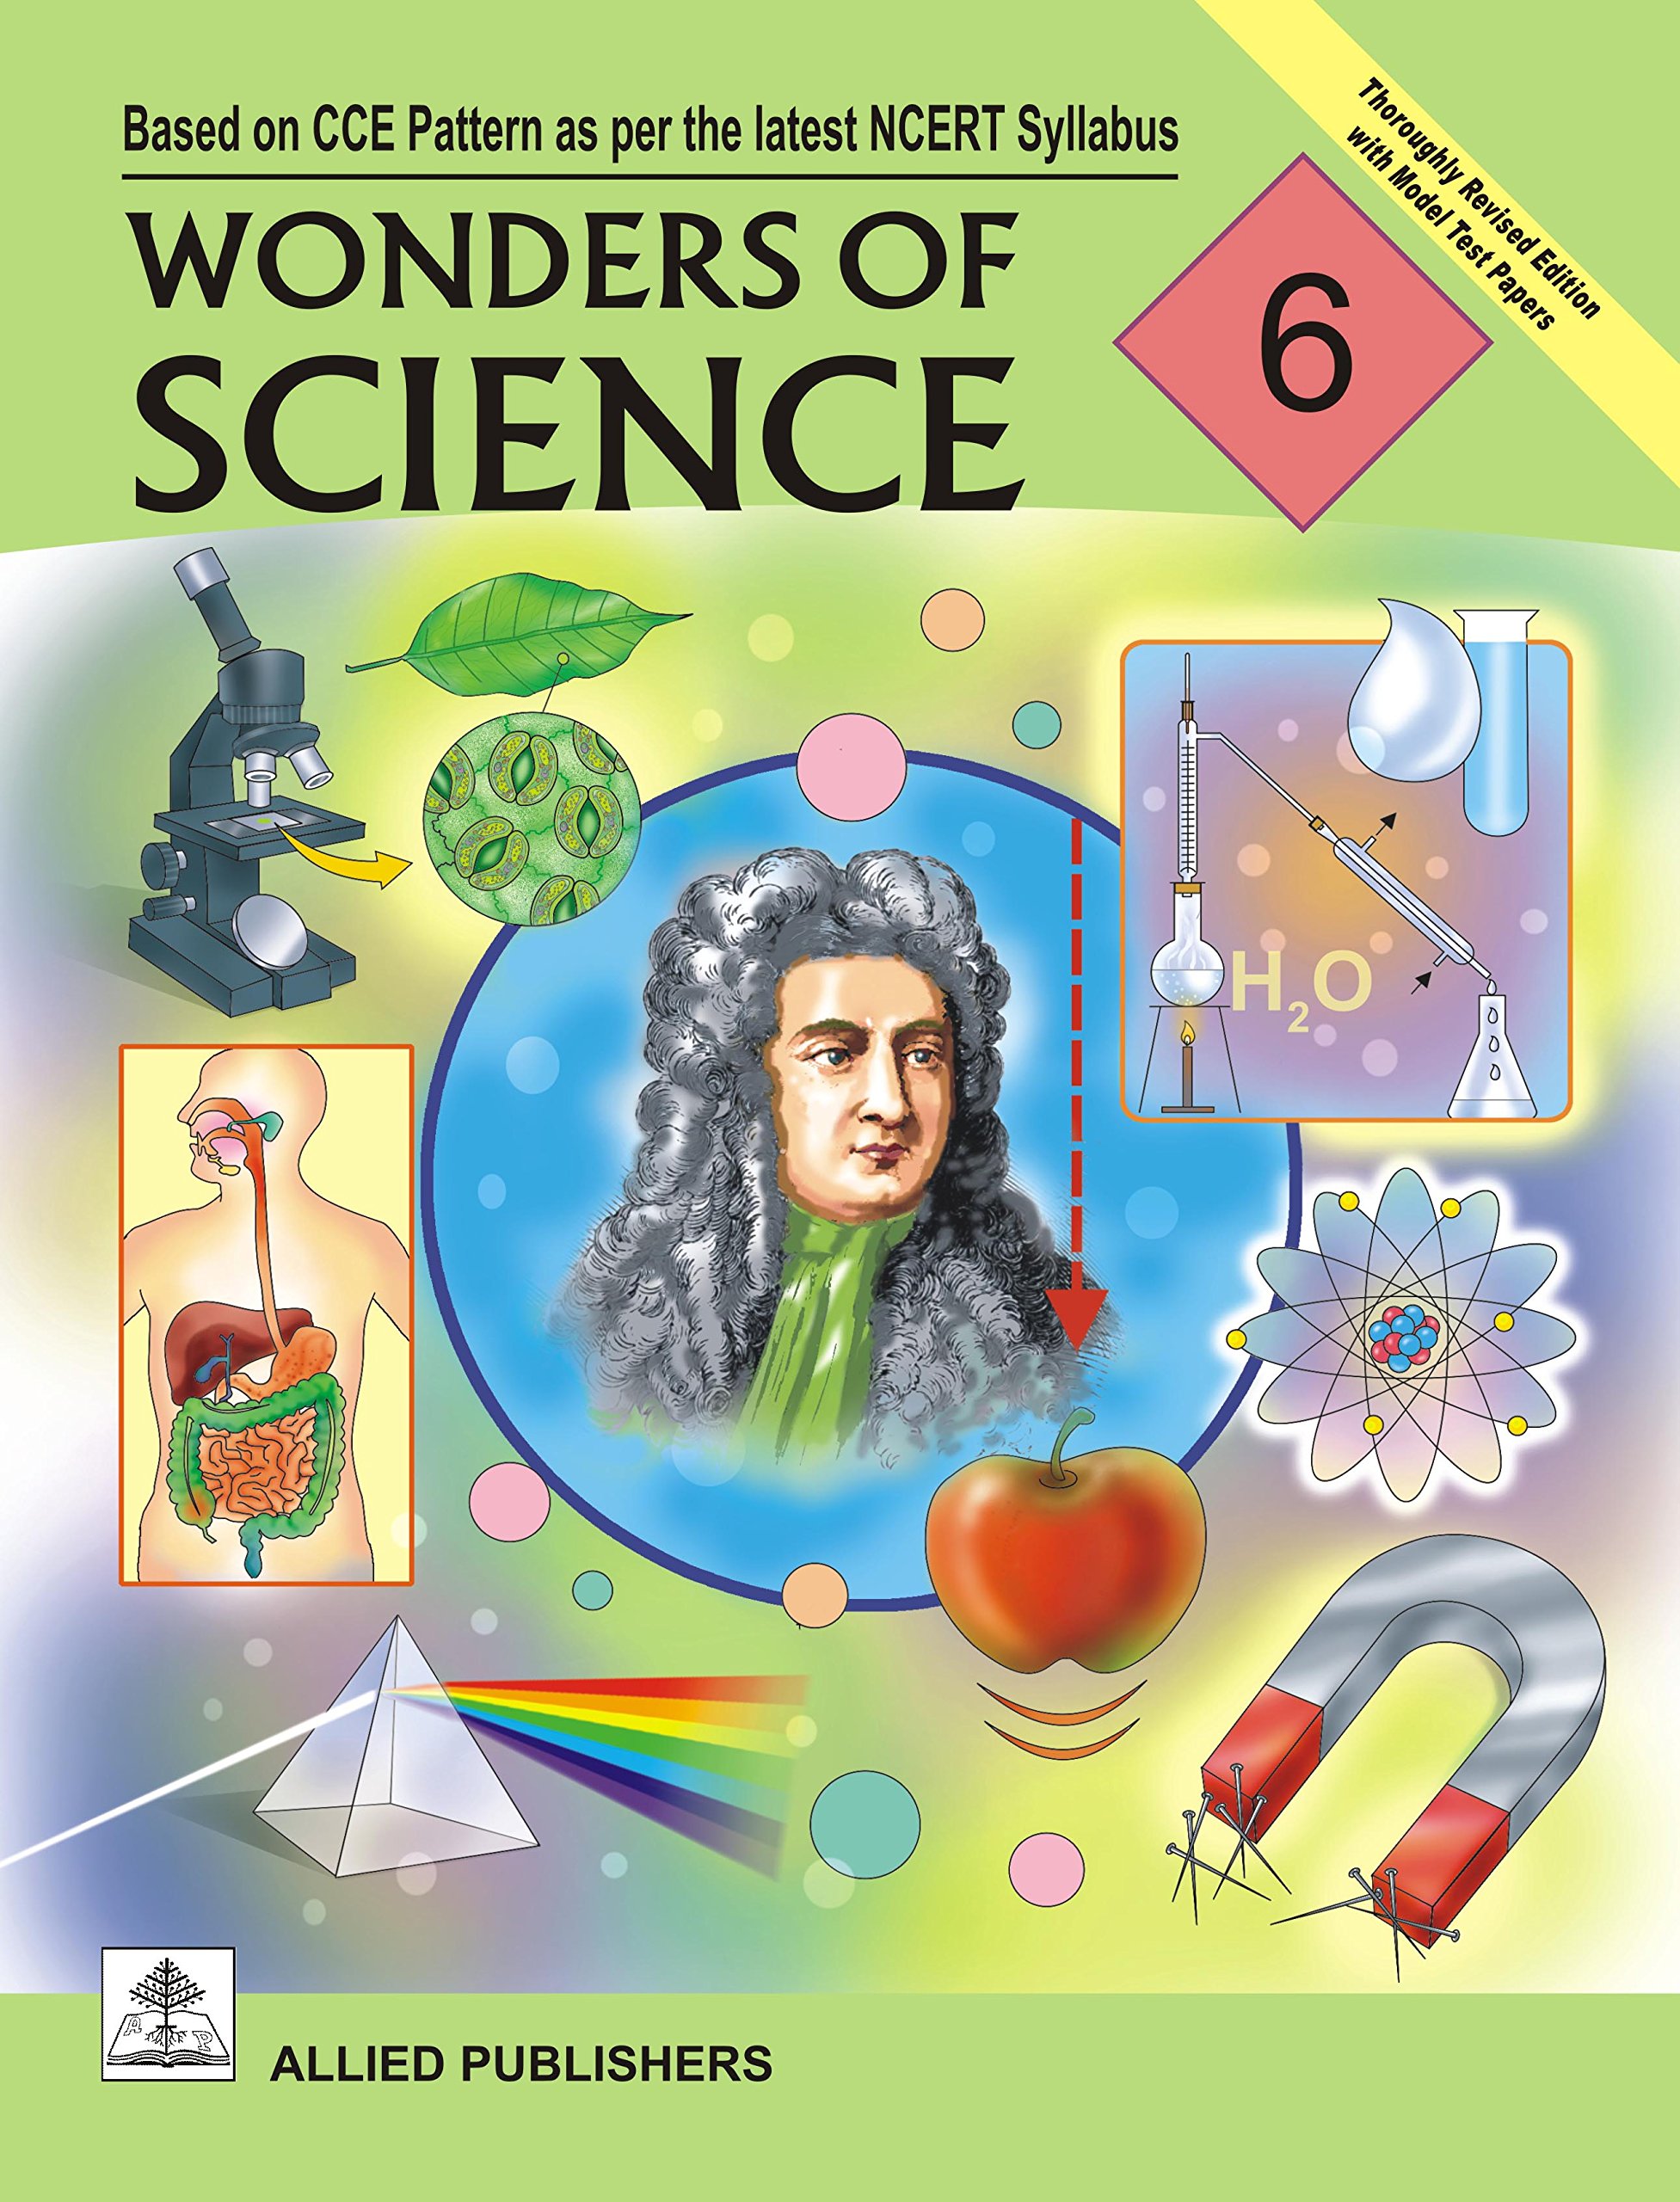 Based on CCE Pattern as per the latest NCERT Syllabus
Thoroughly Revised Edition
with Model Test Papers
WONDERS OF
SCIENCE
6
H2O
A P
ALLIED PUBLISHERS